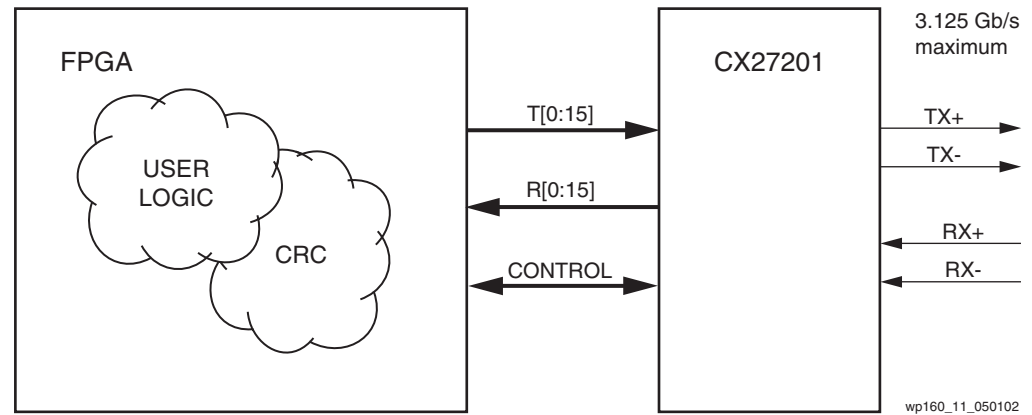 FPGA
USER
LOGIC
CRC
T[0:15]
R[0:15]
CONTROL
CX27201
3.125 Gb/s
maximum
TX+
TX-
RX+
RX-
wp160_11_050102